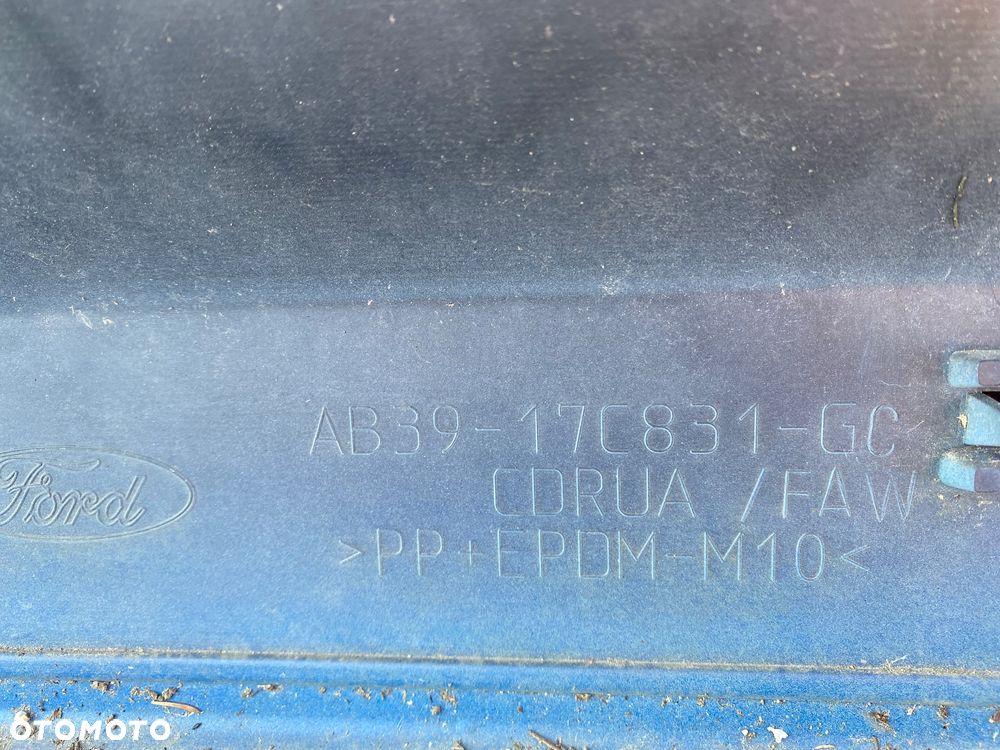 AB39-17C831-GC
CDRUA /FAW
Ford
>PP+EPDM-M10<
OTOMOTO